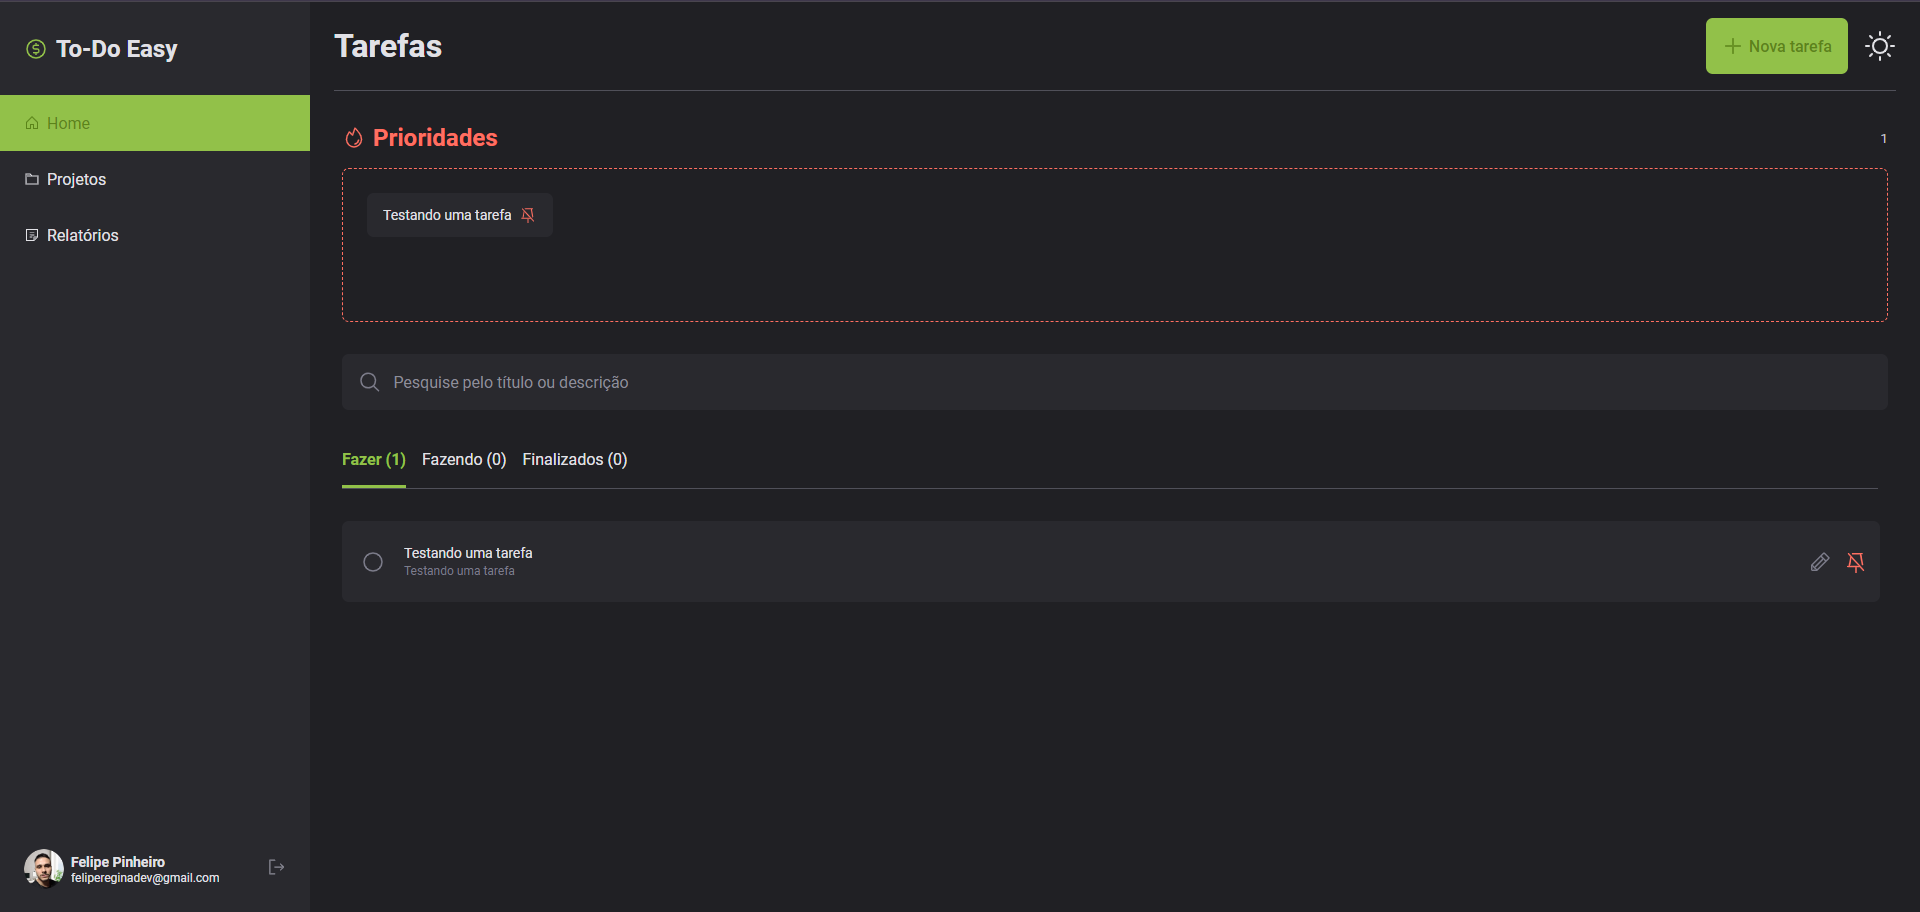 To-Do Easy
Home
Projetos
Relatórios
Felipe Pinheiro
felipereginadev@gmail.com
Tarefas
Nova tarefa
Prioridades
1
Testando uma tarefa
Pesquise pelo título ou descrição
Fazer (1) Fazendo (0) Finalizados (0)
Testando uma tarefa
Testando uma tarefa